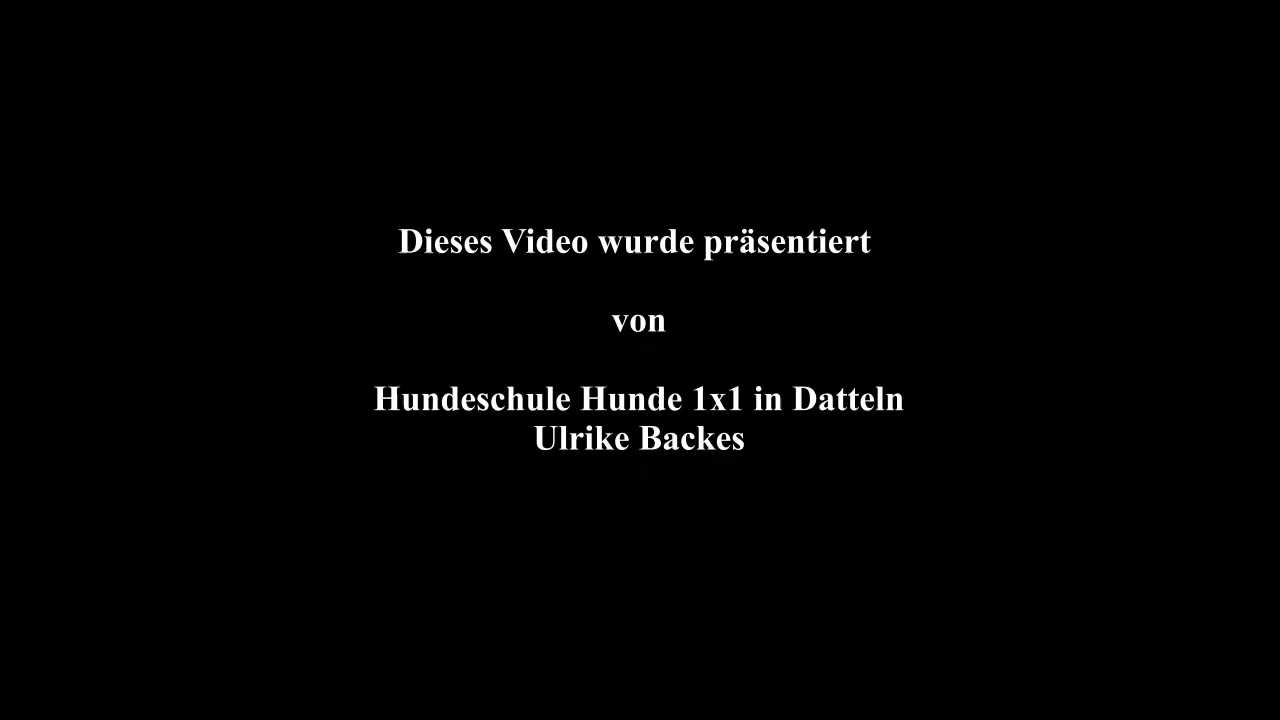 Dieses Video wurde präsentiert
von
Hundeschule Hunde 1x1 in Datteln
Ulrike Backes